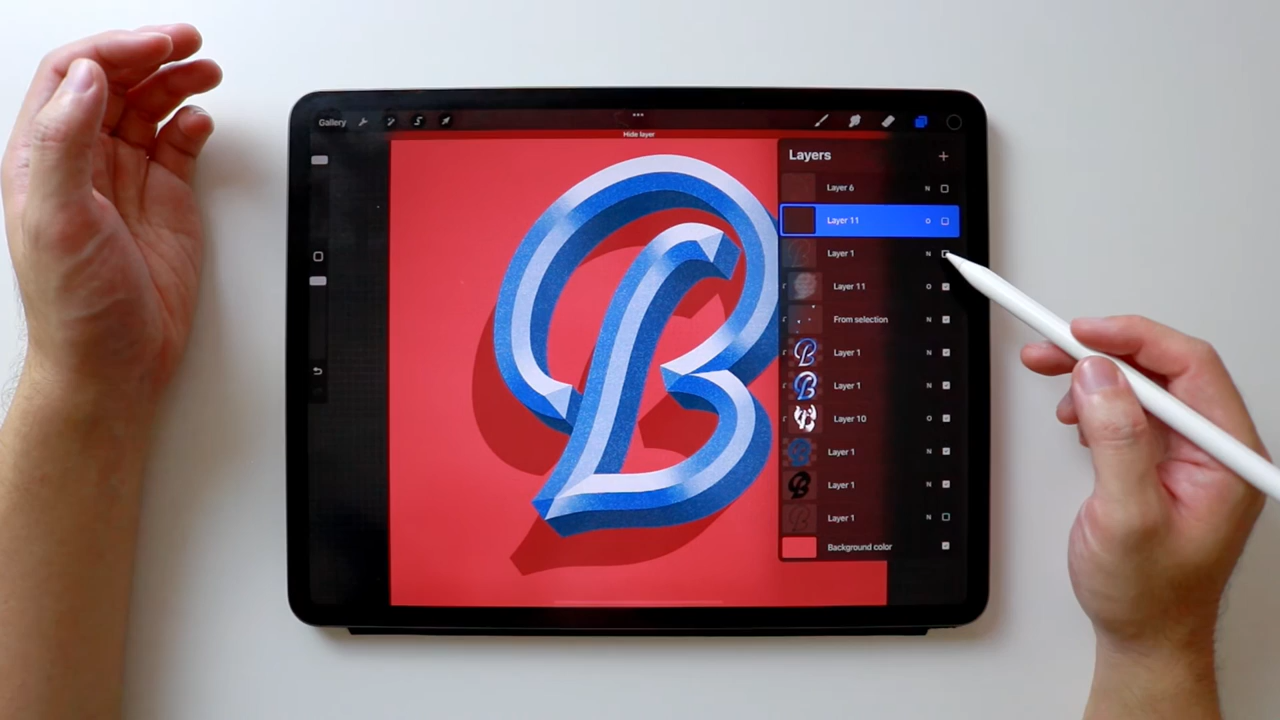 Gallery
Hide layer
Layers
Layer 6 N
Layer 11 O
Layer 1 N
Layer 11 O
From selection N
Layer 1 N
Layer 1 N
Layer 10 O
Layer 1 N
Layer 1 N
Layer 1 N
Background color
B